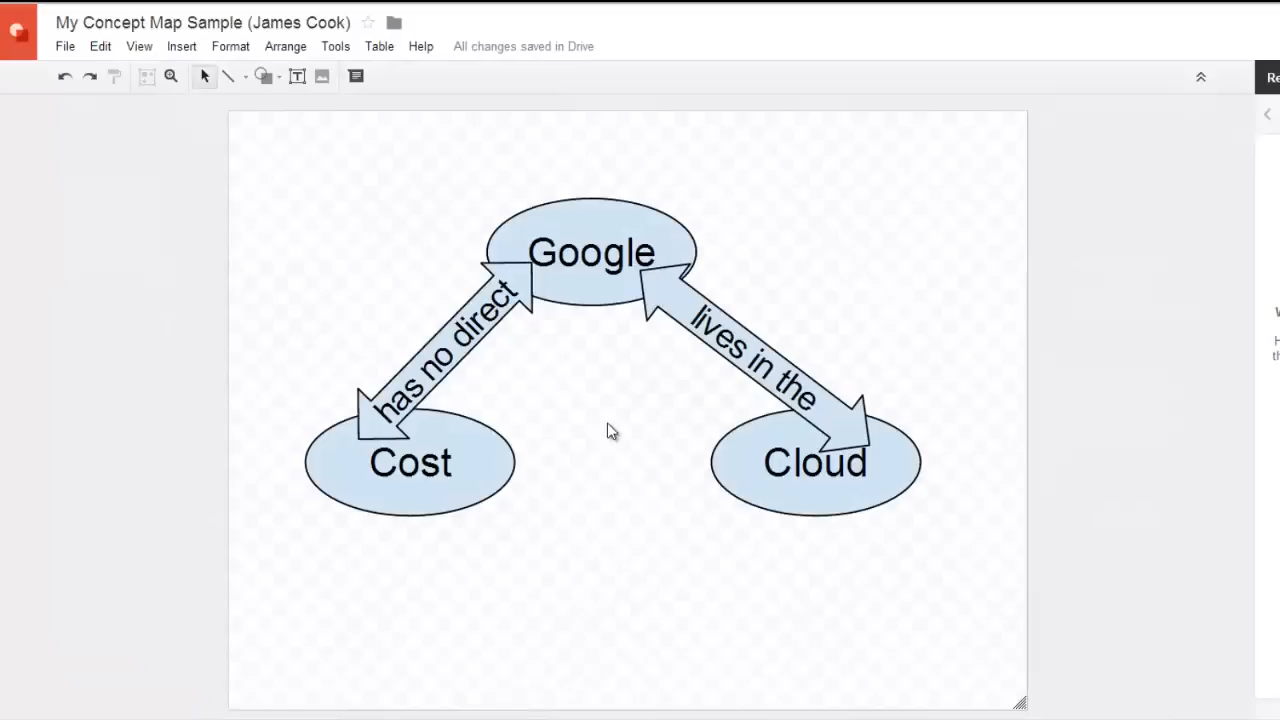 My Concept Map Sample (James Cook)
File Edit View Insert Format Arrange Tools Table Help All changes saved in Drive
Google
has no direct
lives in the
Cost
Cloud